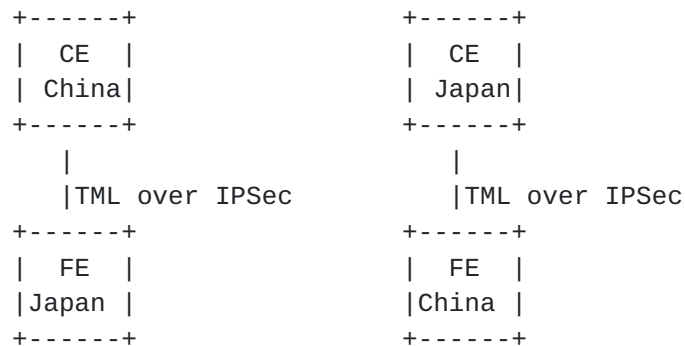 +------+                 +------+
|  CE  |                 |  CE  |
| China|                 | Japan|
+------+                 +------+
   |                        |
   |TML over IPSec          |TML over IPSec
+------+                 +------+
|  FE  |                 |  FE  |
|Japan |                 |China |
+------+                 +------+